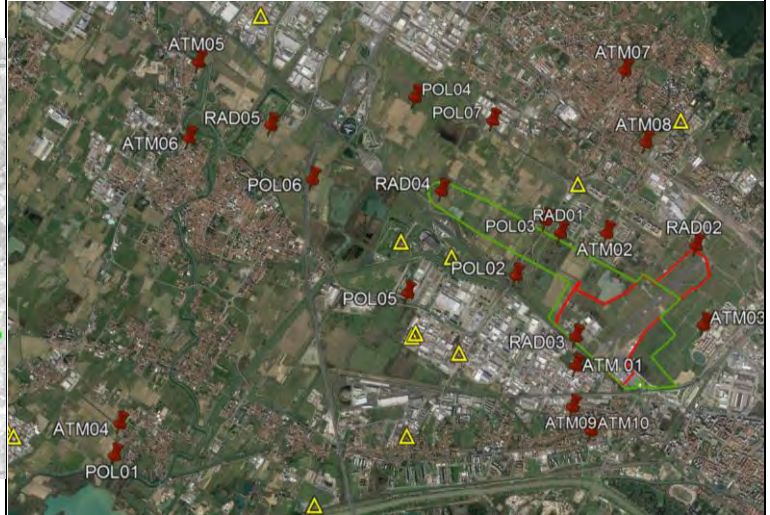 ATM05
ATM07
POL04
RAD05
POL07
ATM06
ATM08
POL06
RAD04
POL03
RAD01
RAD02
ATM02
POL02
POL05
ATM03
RAD03
ATM 01
ATM04
ATM09
ATM10
POL01